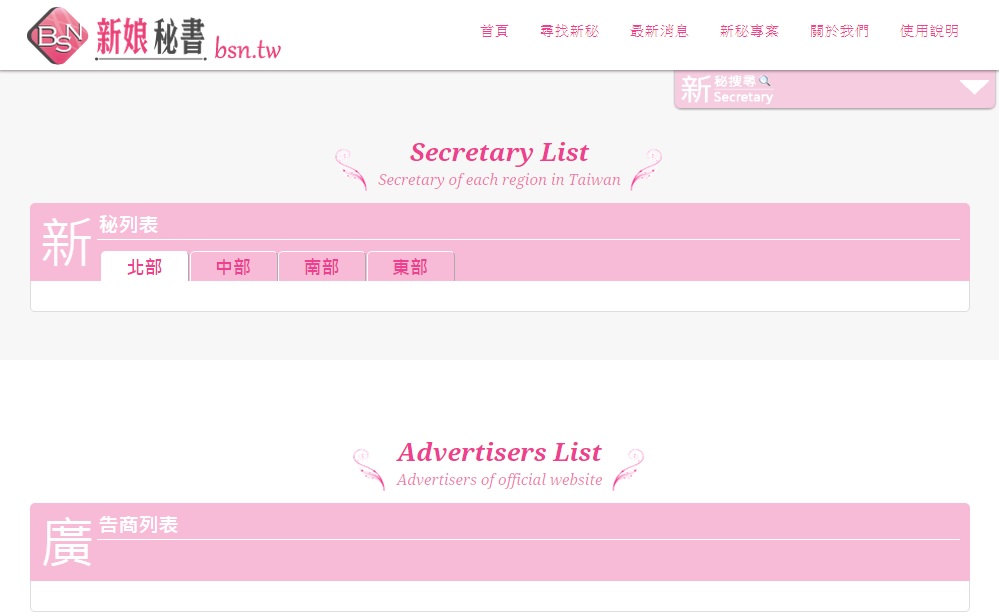 BSN 新娘秘書 bsn.tw
首頁 尋找新秘 最新消息 新秘專案 關於我們 使用說明
新秘搜尋
Secretary
Secretary List
Secretary of each region in Taiwan
新秘列表
北部 中部 南部 東部
Advertisers List
Advertisers of official website
廣告商列表